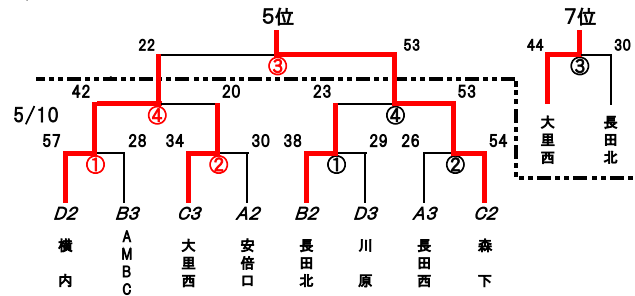 5位 7位
22 53 44 30
③ ③
42 20 23 53
5/10 ④ ④
57 28 34 30 38 29 26 54
① ② ① ②
D2 B3 C3 A2 B2 D3 A3 C2
横内 AMBC 大里西 安倍口 長田北 川原 長田西 森下
大里西 長田北